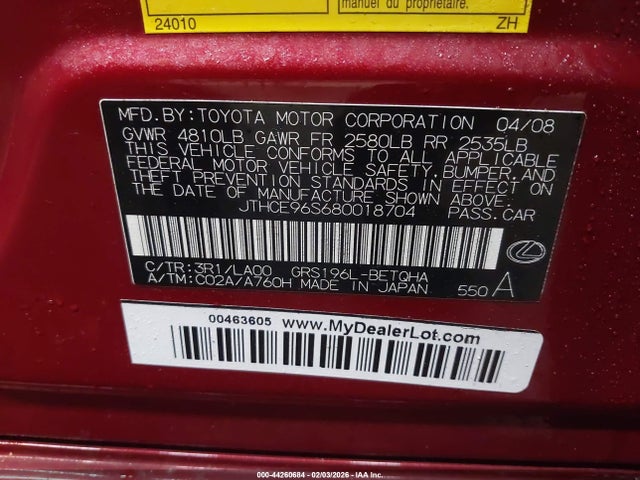 manuel du propriétaire.
24010 ZH
MFD.BY:TOYOTA MOTOR CORPORATION 04/08
GVWR 4810LB GAWR FR 2580LB RR 2535LB
THIS VEHICLE CONFORMS TO ALL APPLICABLE
FEDERAL MOTOR VEHICLE SAFETY,BUMPER,AND
THEFT PREVENTION STANDARDS IN EFFECT ON
THE DATE OF MANUFACTURE SHOWN ABOVE.
JTHCE96S680018704 PASS.CAR
C/TR:3R1/LA00 GRS196L-BETQHA
A/TM:C02A/A760H MADE IN JAPAN 550 A
00463605 www.MyDealerLot.com
000-44260684 - 02/03/2026 - IAA Inc.